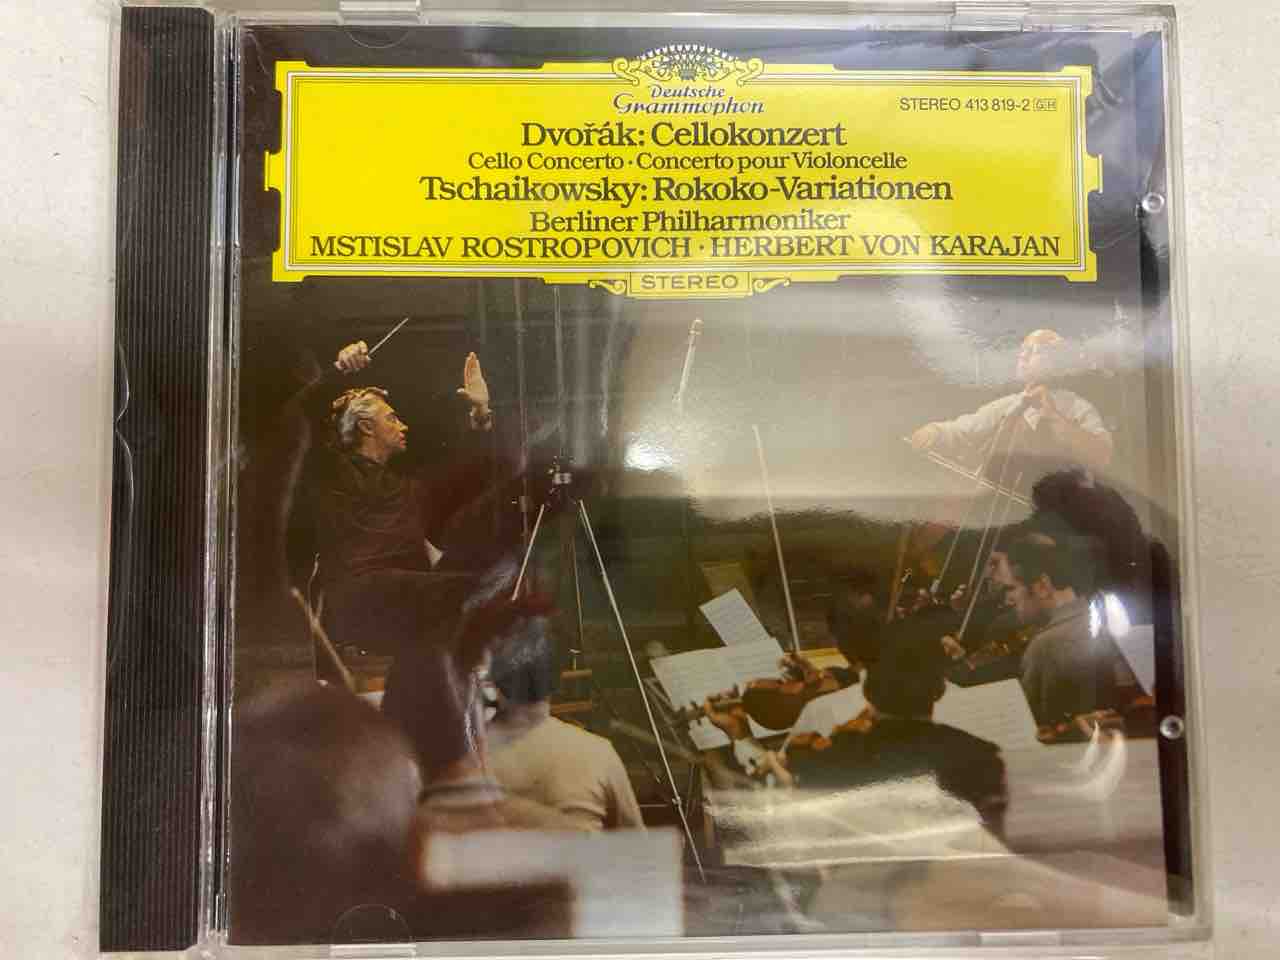 Deutsche
Grammophon
STEREO 413 819-2 GH
Dvořák: Cellokonzert
Cello Concerto · Concerto pour Violoncelle
Tschaikowsky: Rokoko-Variationen
Berliner Philharmoniker
MSTISLAV ROSTROPOVICH · HERBERT VON KARAJAN
STEREO